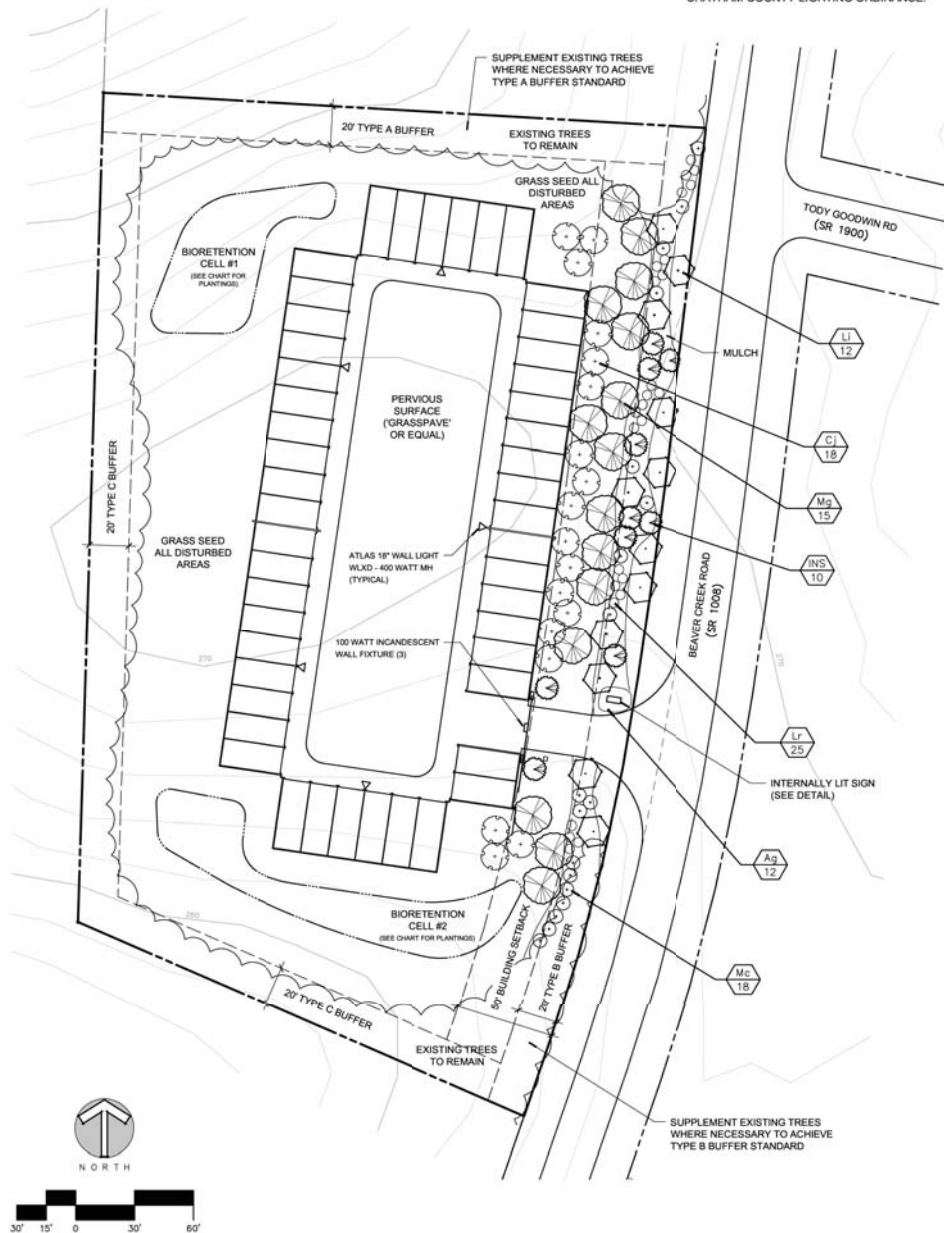 CHATHAM COUNTY LIGHTING ORDINANCE.
SUPPLEMENT EXISTING TREES
WHERE NECESSARY TO ACHIEVE
TYPE A BUFFER STANDARD
20' TYPE A BUFFER
EXISTING TREES
TO REMAIN
GRASS SEED ALL
DISTURBED
AREAS
TODY GOODWIN RD
(SR 1900)
BIORETENTION
CELL #1
(SEE CHART FOR
PLANTINGS)
LI
12
MULCH
PERVIOUS
SURFACE
('GRASSPAVE'
OR EQUAL)
Cj
18
20' TYPE C BUFFER
Mg
15
GRASS SEED
ALL DISTURBED
AREAS
ATLAS 18" WALL LIGHT
WLXD - 400 WATT MH
(TYPICAL)
INS
10
BEAVER CREEK ROAD
(SR 1008)
100 WATT INCANDESCENT
WALL FIXTURE (3)
270
270
Lr
25
INTERNALLY LIT SIGN
(SEE DETAIL)
Ag
12
260
BIORETENTION
CELL #2
(SEE CHART FOR PLANTINGS)
50' BUILDING SETBACK
20' TYPE B BUFFER
Mc
18
20' TYPE C BUFFER
EXISTING TREES
TO REMAIN
SUPPLEMENT EXISTING TREES
WHERE NECESSARY TO ACHIEVE
TYPE B BUFFER STANDARD
NORTH
30' 15' 0 30' 60'